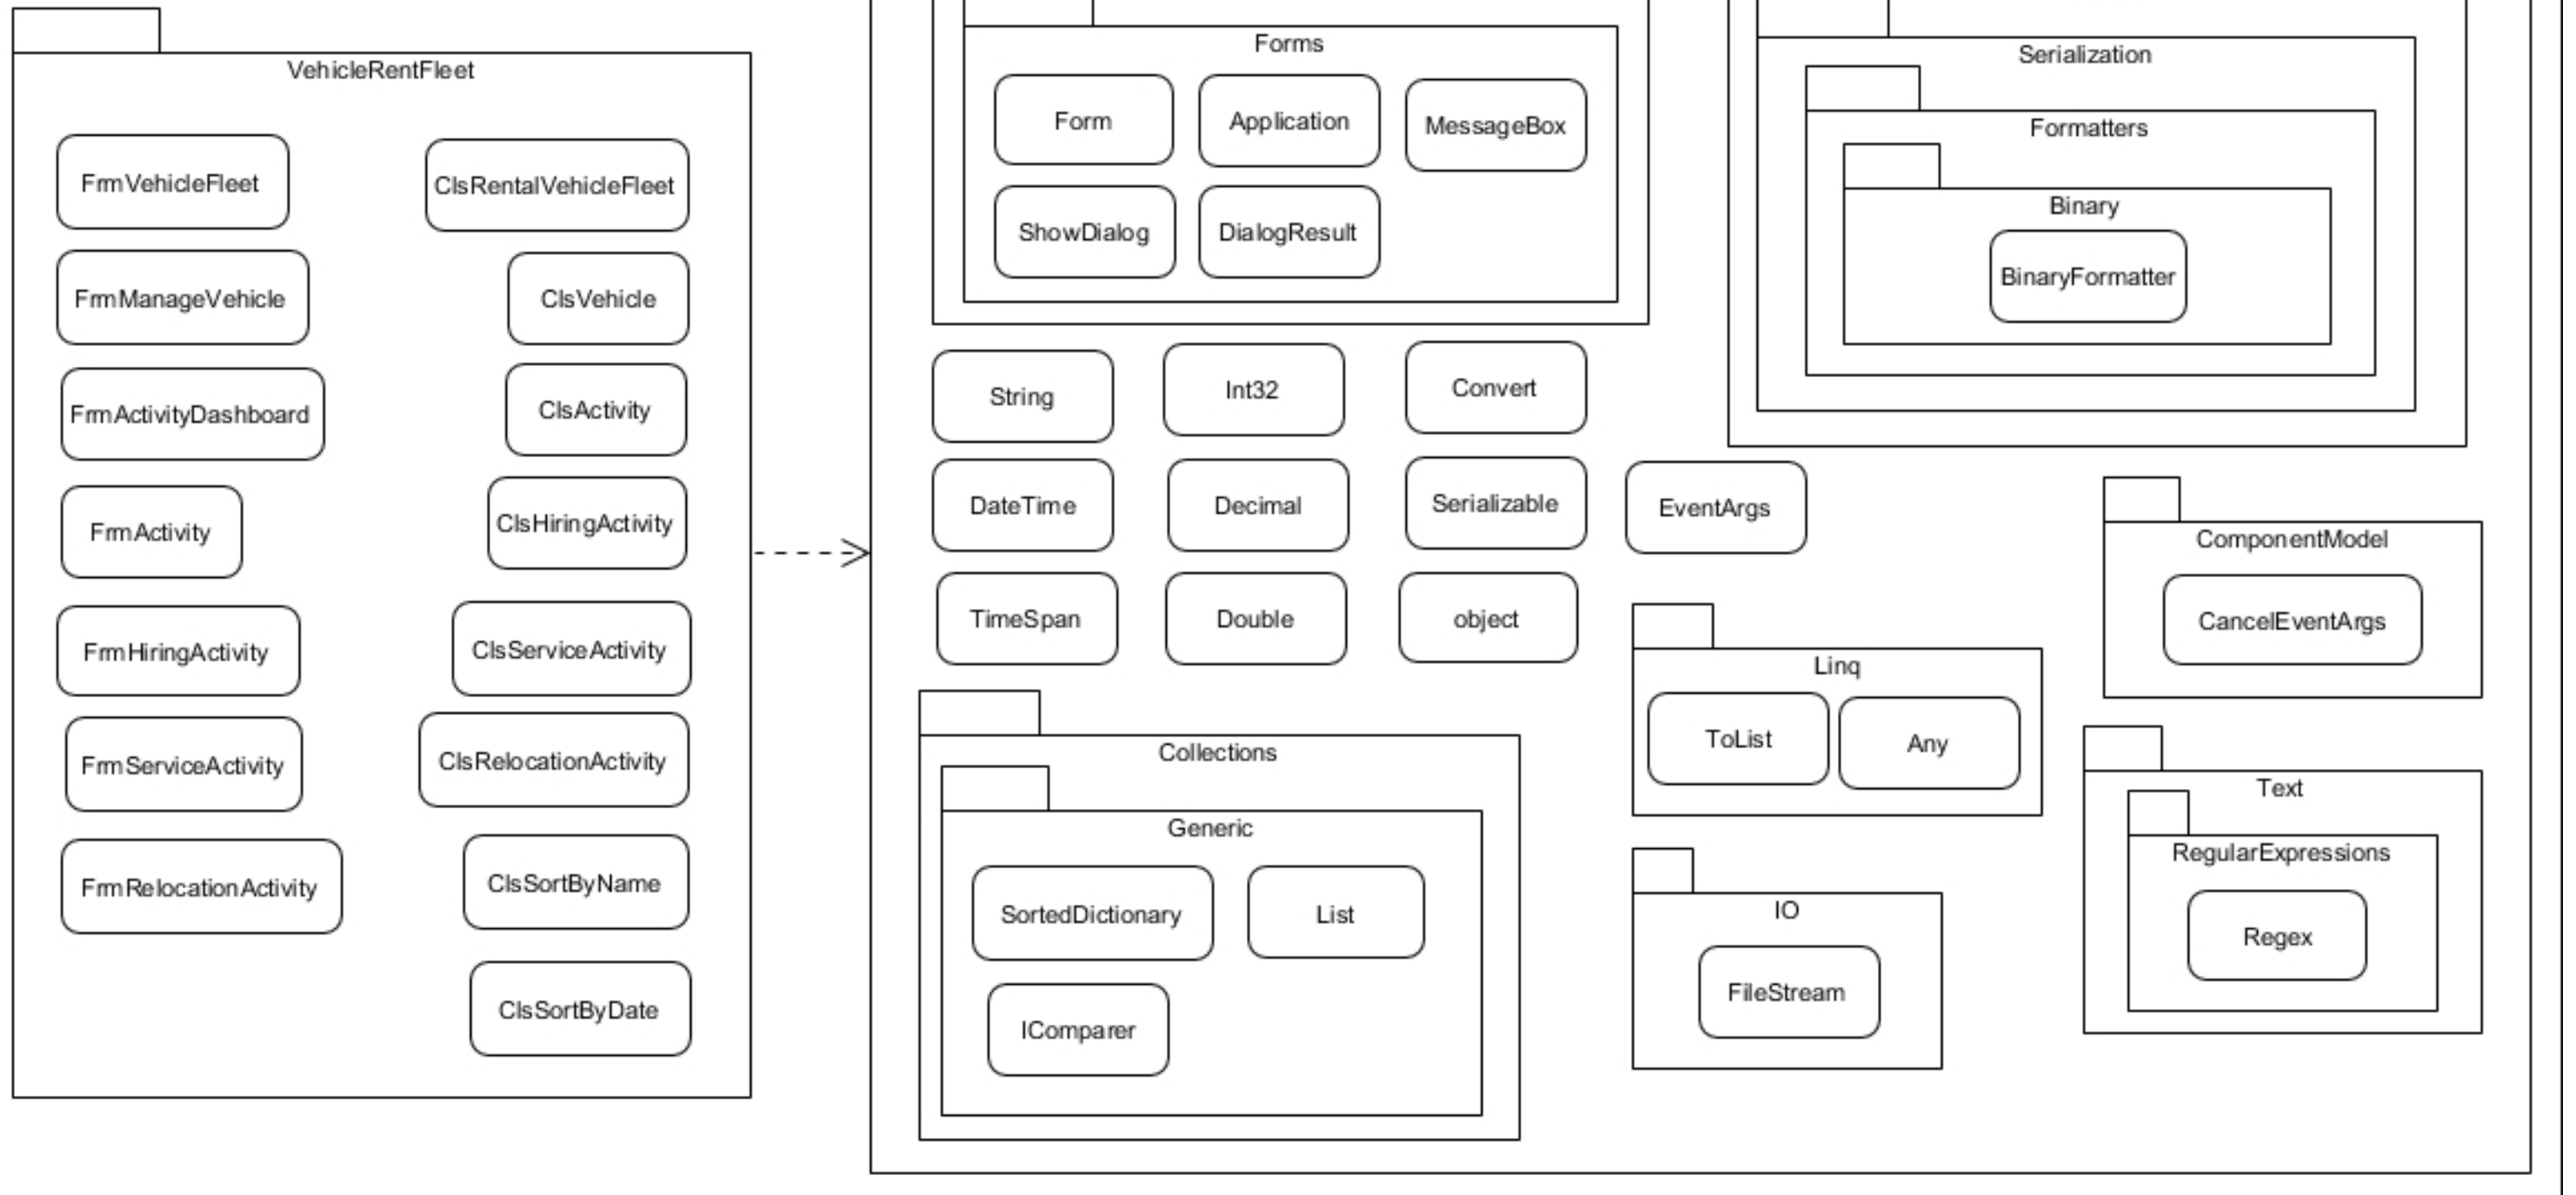 VehicleRentFleet
FrmVehicleFleet
ClsRentalVehicleFleet
FrmManageVehicle
ClsVehicle
FrmActivityDashboard
ClsActivity
FrmActivity
ClsHiringActivity
FrmHiringActivity
ClsServiceActivity
FrmServiceActivity
ClsRelocationActivity
FrmRelocationActivity
ClsSortByName
ClsSortByDate
Forms
Form
Application
MessageBox
ShowDialog
DialogResult
Serialization
Formatters
Binary
BinaryFormatter
String
Int32
Convert
DateTime
Decimal
Serializable
EventArgs
TimeSpan
Double
object
ComponentModel
CancelEventArgs
Linq
ToList
Any
Collections
Generic
SortedDictionary
List
IComparer
IO
FileStream
Text
RegularExpressions
Regex